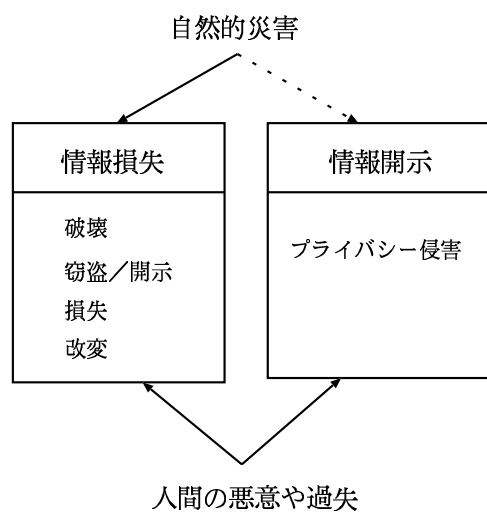 自然的災害
情報損失
破壊
窃盗／開示
損失
改変
情報開示
プライバシー侵害
人間の悪意や過失